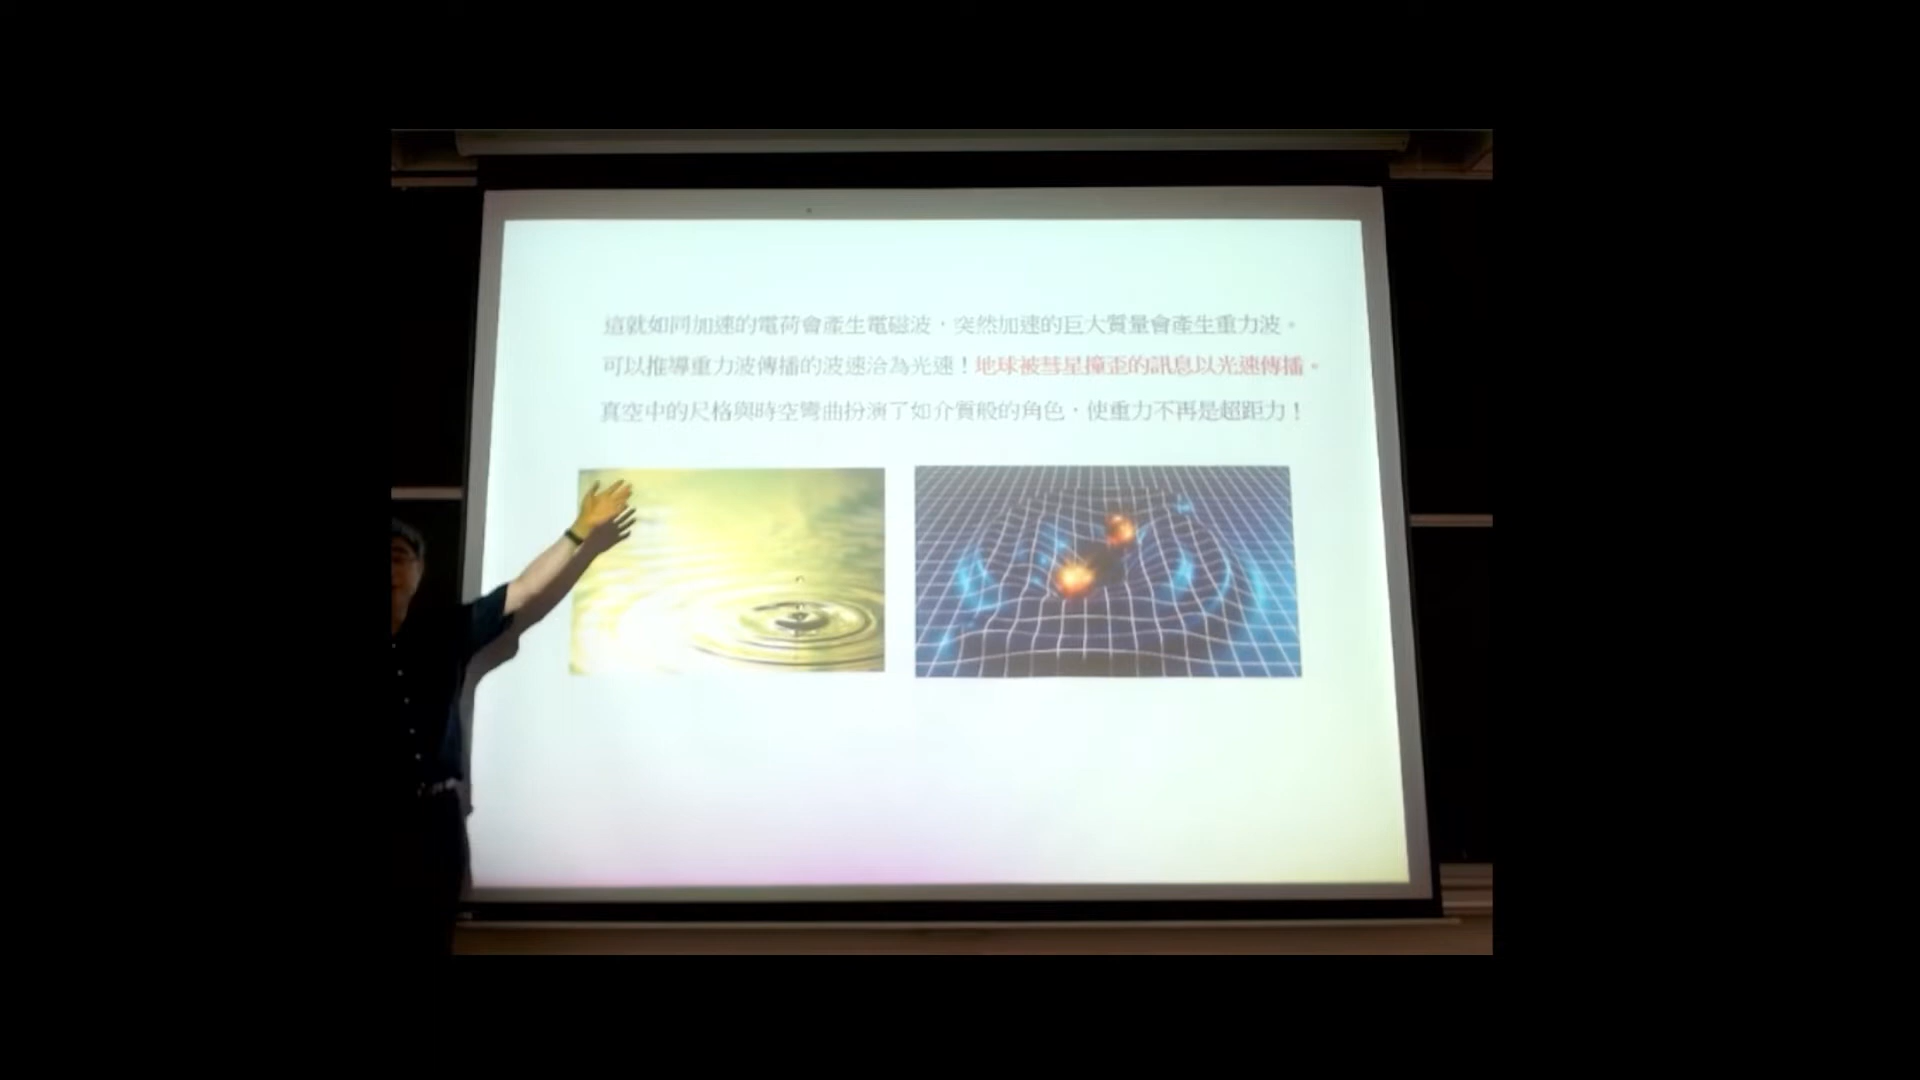 這就如同加速的電荷會產生電磁波，突然加速的巨大質量會產生重力波。
可以推導重力波傳播的波速洽為光速！地球被彗星撞歪的訊息以光速傳播。
真空中的尺格與時空彎曲扮演了如介質般的角色，使重力不再是超距力！